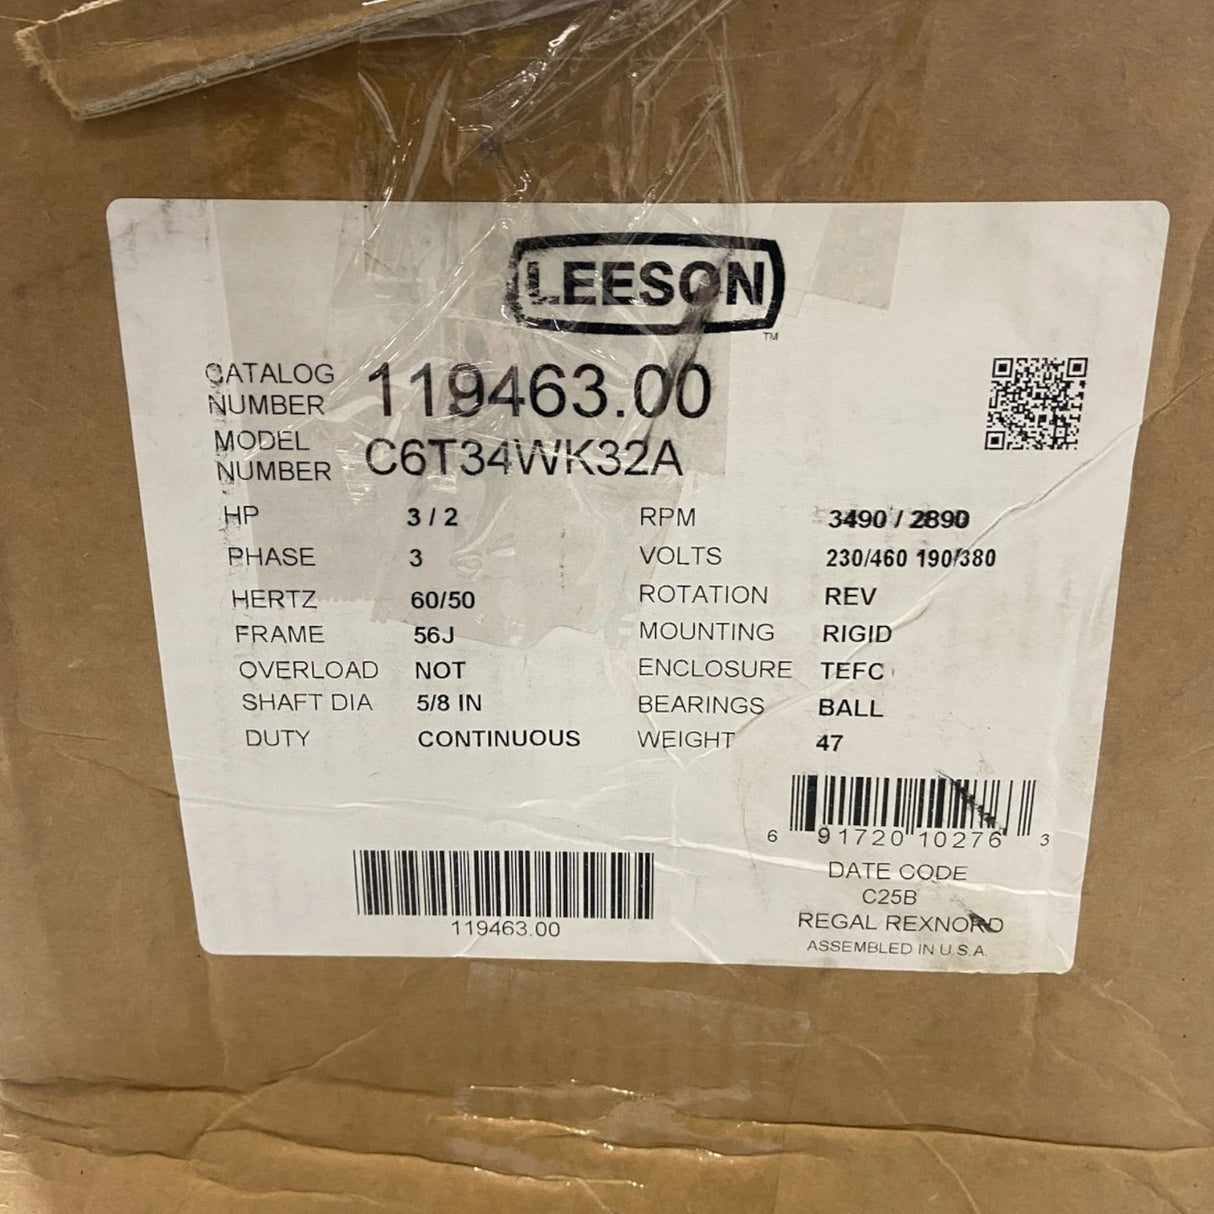 LEESON
TM
CATALOG NUMBER 119463.00
MODEL NUMBER C6T34WK32A
HP 3 / 2 RPM 3490 / 2890
PHASE 3 VOLTS 230/460 190/380
HERTZ 60/50 ROTATION REV
FRAME 56J MOUNTING RIGID
OVERLOAD NOT ENCLOSURE TEFC
SHAFT DIA 5/8 IN BEARINGS BALL
DUTY CONTINUOUS WEIGHT 47
6 91720 10276 3
119463.00
DATE CODE
C25B
REGAL REXNORD
ASSEMBLED IN U.S.A.